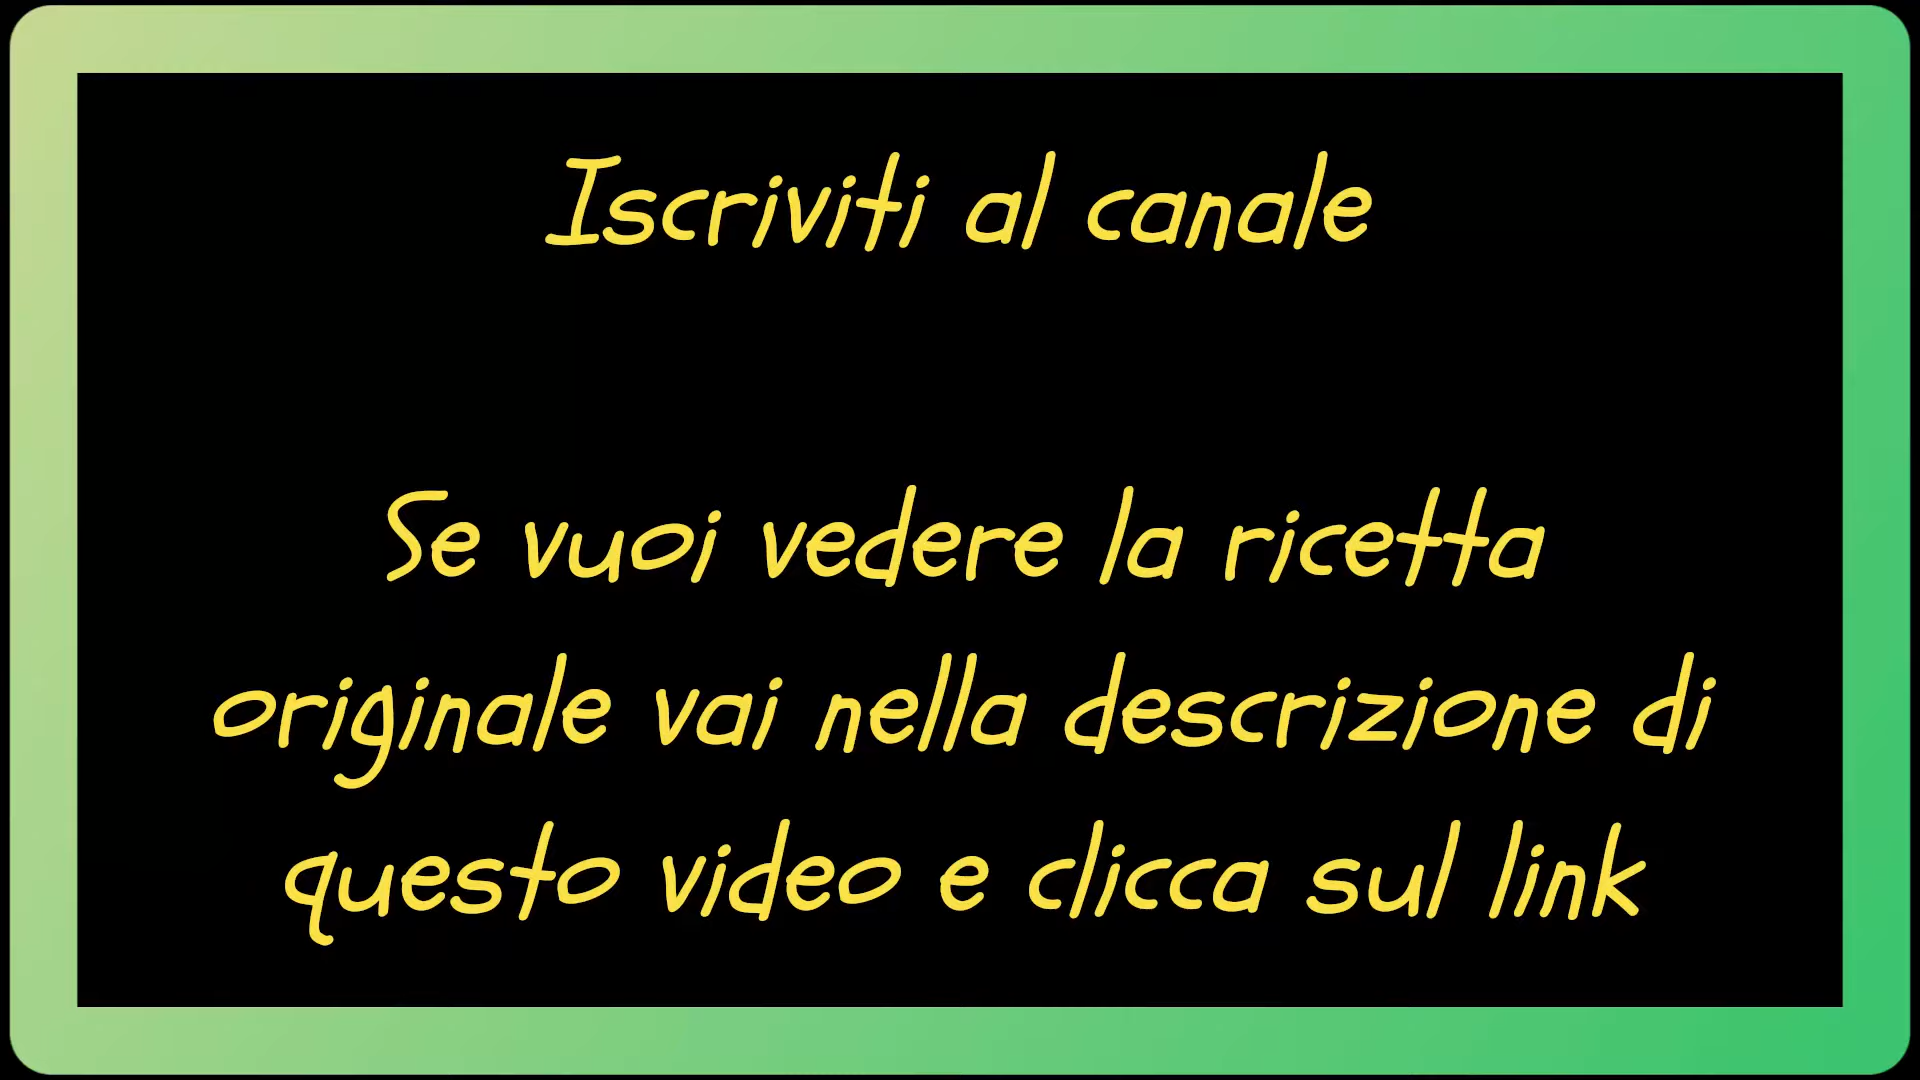 Iscriviti al canale
Se vuoi vedere la ricetta
originale vai nella descrizione di
questo video e clicca sul link